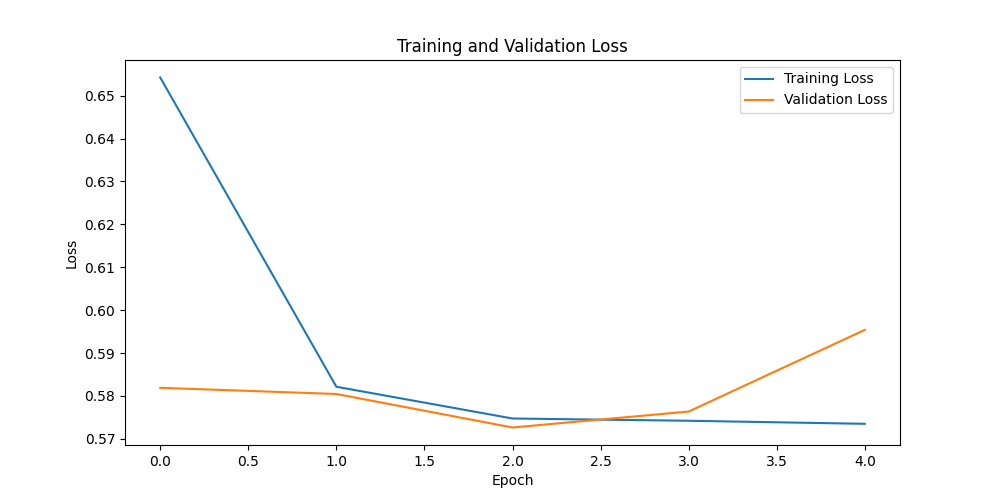 Training and Validation Loss
Training Loss
Validation Loss
0.65
0.64
0.63
0.62
0.61
0.60
0.59
0.58
0.57
Loss
0.0 0.5 1.0 1.5 2.0 2.5 3.0 3.5 4.0
Epoch